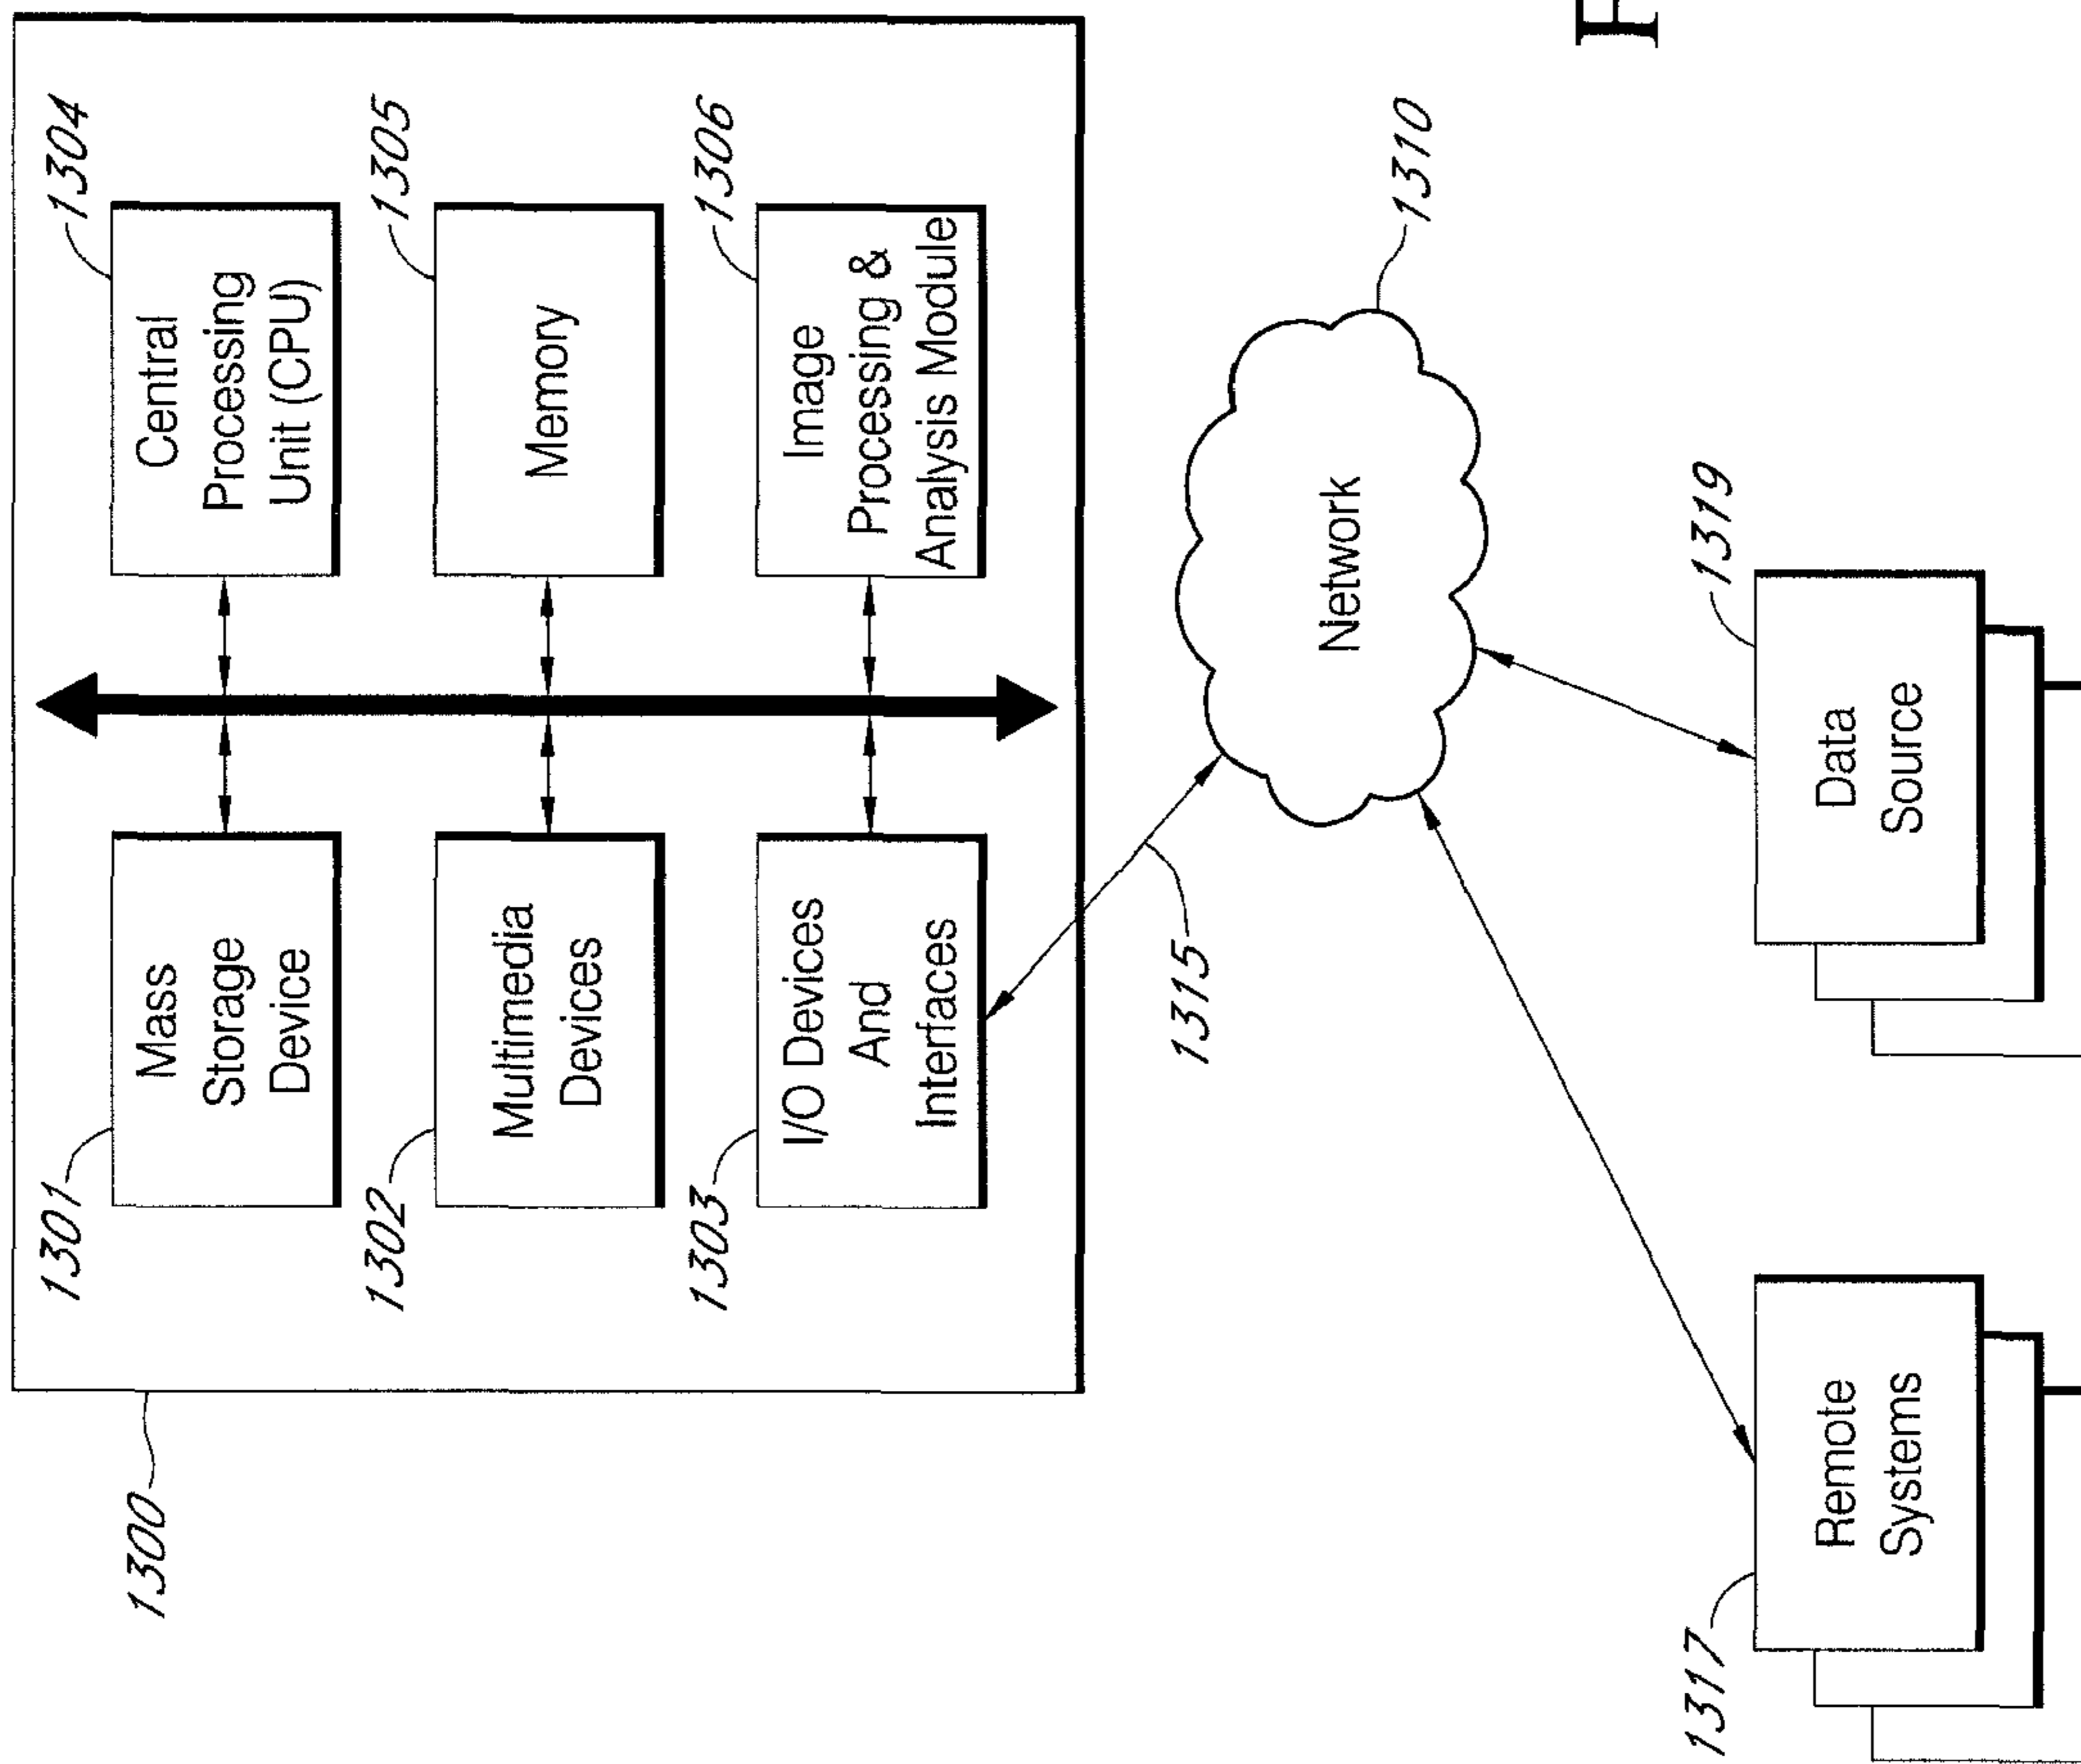 1300
1301
Mass
Storage
Device
1302
Multimedia
Devices
1303
I/O Devices
And
Interfaces
1304
Central
Processing
Unit (CPU)
1305
Memory
1306
Image
Processing &
Analysis Module
1315
Network
1310
1317
Remote
Systems
1319
Data
Source